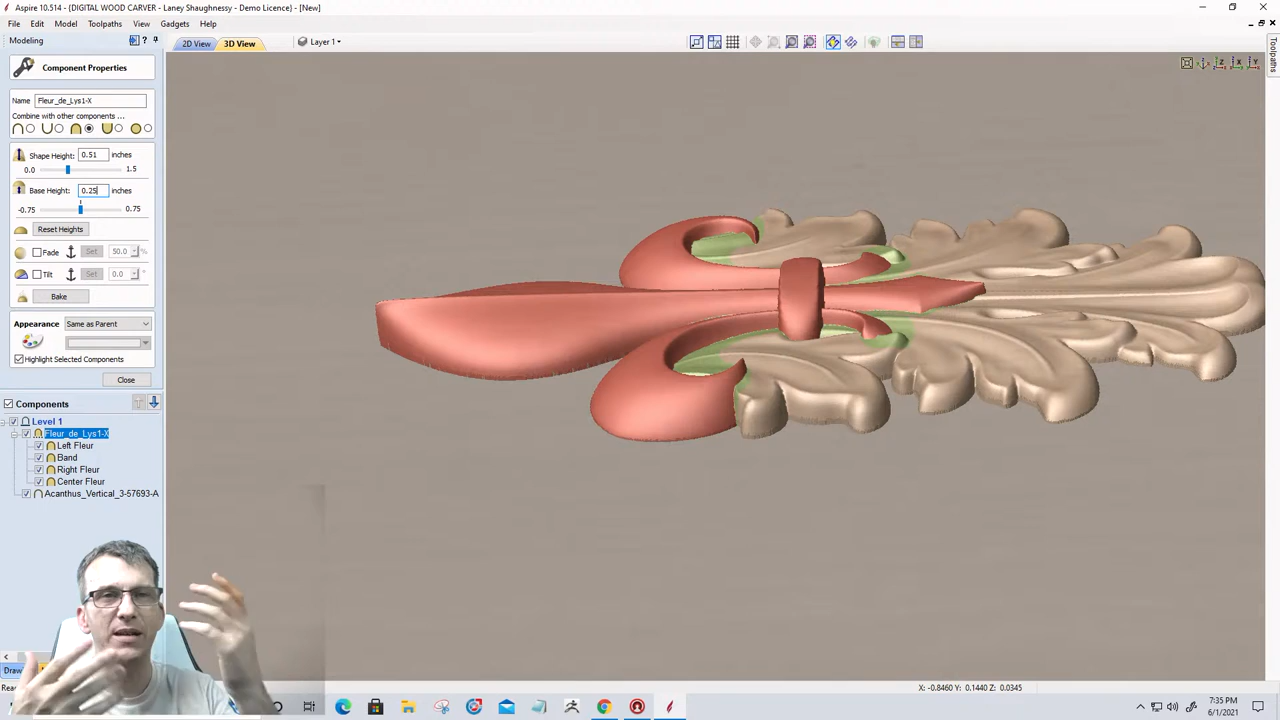 Aspire 10.514 - {DIGITAL WOOD CARVER - Laney Shaughnessy - Demo Licence} - [New]
File Edit Model Toolpaths View Gadgets Help
Modeling ?
2D View 3D View Layer 1
Component Properties
Name Fleur_de_Lys1-X
Combine with other components ...
Shape Height: 0.51 inches
0.0 1.5
Base Height: 0.25 inches
-0.75 0.75
Reset Heights
Fade Set 50.0 %
Tilt Set 0.0 °
Bake
Appearance Same as Parent
Highlight Selected Components
Close
Components
Level 1
Fleur_de_Lys1-X
Left Fleur
Band
Right Fleur
Center Fleur
Acanthus_Vertical_3-57693-A
Toolpaths
Draw
Rea
X: -0.8460 Y: 0.1440 Z: 0.0345
7:35 PM
6/1/2021